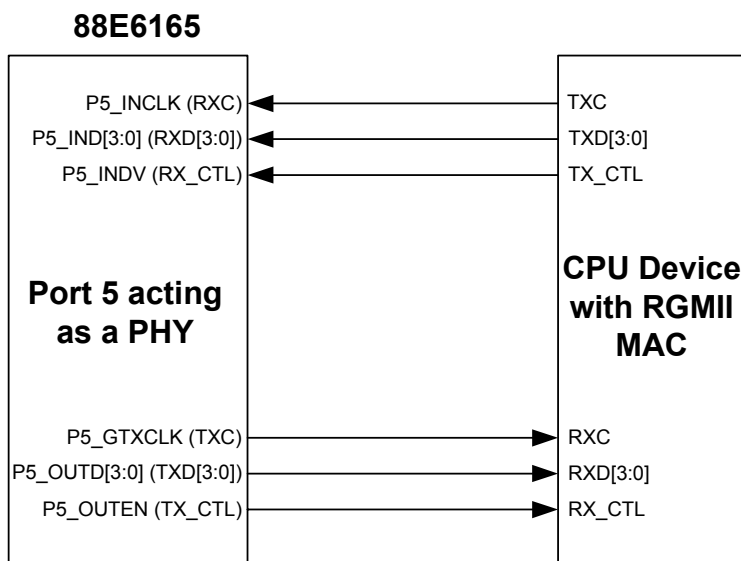 88E6165
P5_INCLK (RXC)
TXC
P5_IND[3:0] (RXD[3:0])
TXD[3:0]
P5_INDV (RX_CTL)
TX_CTL
Port 5 acting
as a PHY
CPU Device
with RGMII
MAC
P5_GTXCLK (TXC)
RXC
P5_OUTD[3:0] (TXD[3:0])
RXD[3:0]
P5_OUTEN (TX_CTL)
RX_CTL